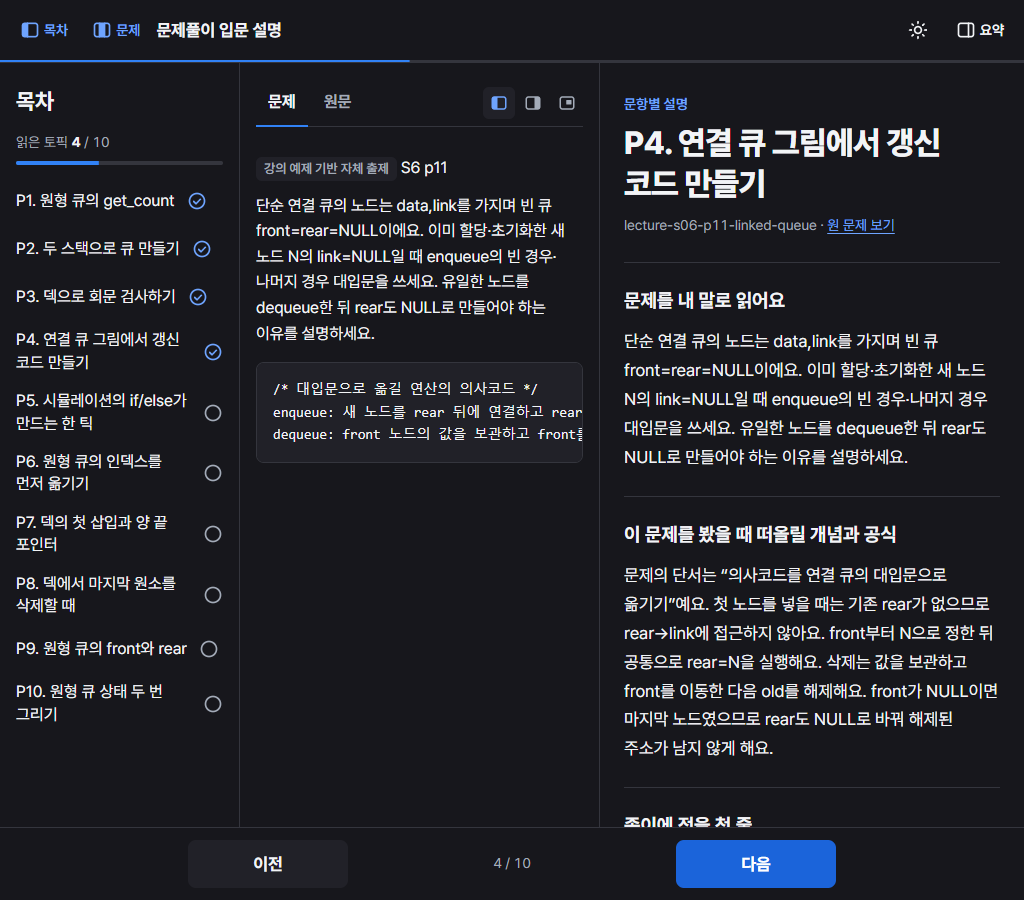 목차
문제
문제풀이 입문 설명
요약
목차
읽은 토픽 4 / 10
P1. 원형 큐의 get_count
P2. 두 스택으로 큐 만들기
P3. 덱으로 회문 검사하기
P4. 연결 큐 그림에서 갱신
코드 만들기
P5. 시뮬레이션의 if/else가
만드는 한 틱
P6. 원형 큐의 인덱스를
먼저 옮기기
P7. 덱의 첫 삽입과 양 끝
포인터
P8. 덱에서 마지막 원소를
삭제할 때
P9. 원형 큐의 front와 rear
P10. 원형 큐 상태 두 번
그리기
문제
원문
강의 예제 기반 자체 출제 S6 p11
단순 연결 큐의 노드는 data,link를 가지며 빈 큐
front=rear=NULL이에요. 이미 할당·초기화한 새
노드 N의 link=NULL일 때 enqueue의 빈 경우·
나머지 경우 대입문을 쓰세요. 유일한 노드를
dequeue한 뒤 rear도 NULL로 만들어야 하는
이유를 설명하세요.
/* 대입문으로 옮길 연산의 의사코드 */
enqueue: 새 노드를 rear 뒤에 연결하고 rear
dequeue: front 노드의 값을 보관하고 front를
문항별 설명
P4. 연결 큐 그림에서 갱신
코드 만들기
lecture-s06-p11-linked-queue · 원 문제 보기
문제를 내 말로 읽어요
단순 연결 큐의 노드는 data,link를 가지며 빈 큐
front=rear=NULL이에요. 이미 할당·초기화한 새 노드
N의 link=NULL일 때 enqueue의 빈 경우·나머지 경우
대입문을 쓰세요. 유일한 노드를 dequeue한 뒤 rear도
NULL로 만들어야 하는 이유를 설명하세요.
이 문제를 봤을 때 떠올릴 개념과 공식
문제의 단서는 “의사코드를 연결 큐의 대입문으로
옮기기”예요. 첫 노드를 넣을 때는 기존 rear가 없으므로
rear→link에 접근하지 않아요. front부터 N으로 정한 뒤
공통으로 rear=N을 실행해요. 삭제는 값을 보관하고
front를 이동한 다음 old를 해제해요. front가 NULL이면
마지막 노드였으므로 rear도 NULL로 바꿔 해제된
주소가 남지 않게 해요.
종이에 적을 첫 줄
이전
4 / 10
다음